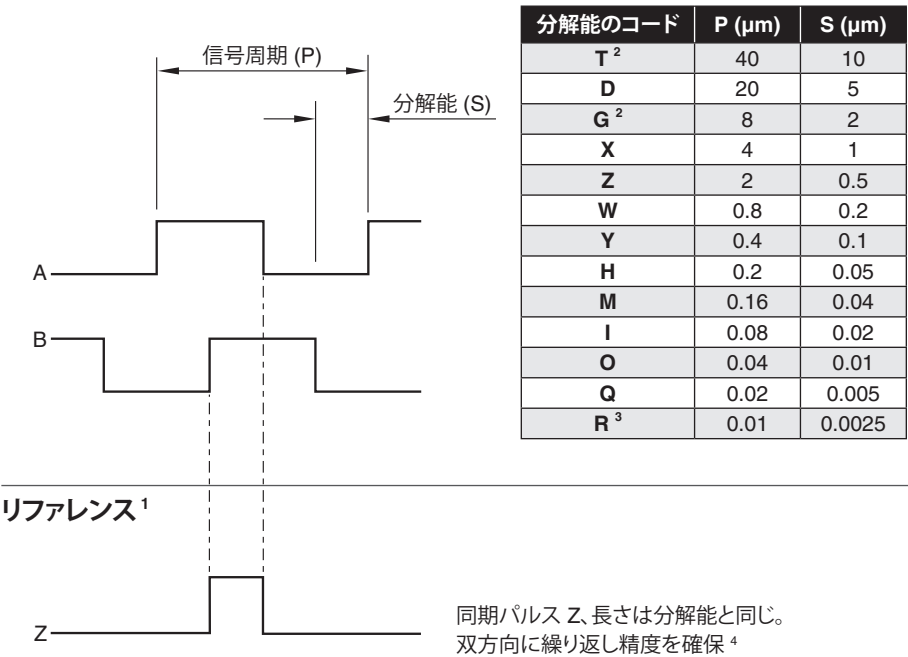 信号周期 (P)
分解能 (S)
A
B
分解能のコード P (µm) S (µm)
T ² 40 10
D 20 5
G ² 8 2
X 4 1
Z 2 0.5
W 0.8 0.2
Y 0.4 0.1
H 0.2 0.05
M 0.16 0.04
I 0.08 0.02
O 0.04 0.01
Q 0.02 0.005
R ³ 0.01 0.0025
リファレンス ¹
Z
同期パルス Z、長さは分解能と同じ。
双方向に繰り返し精度を確保 ⁴